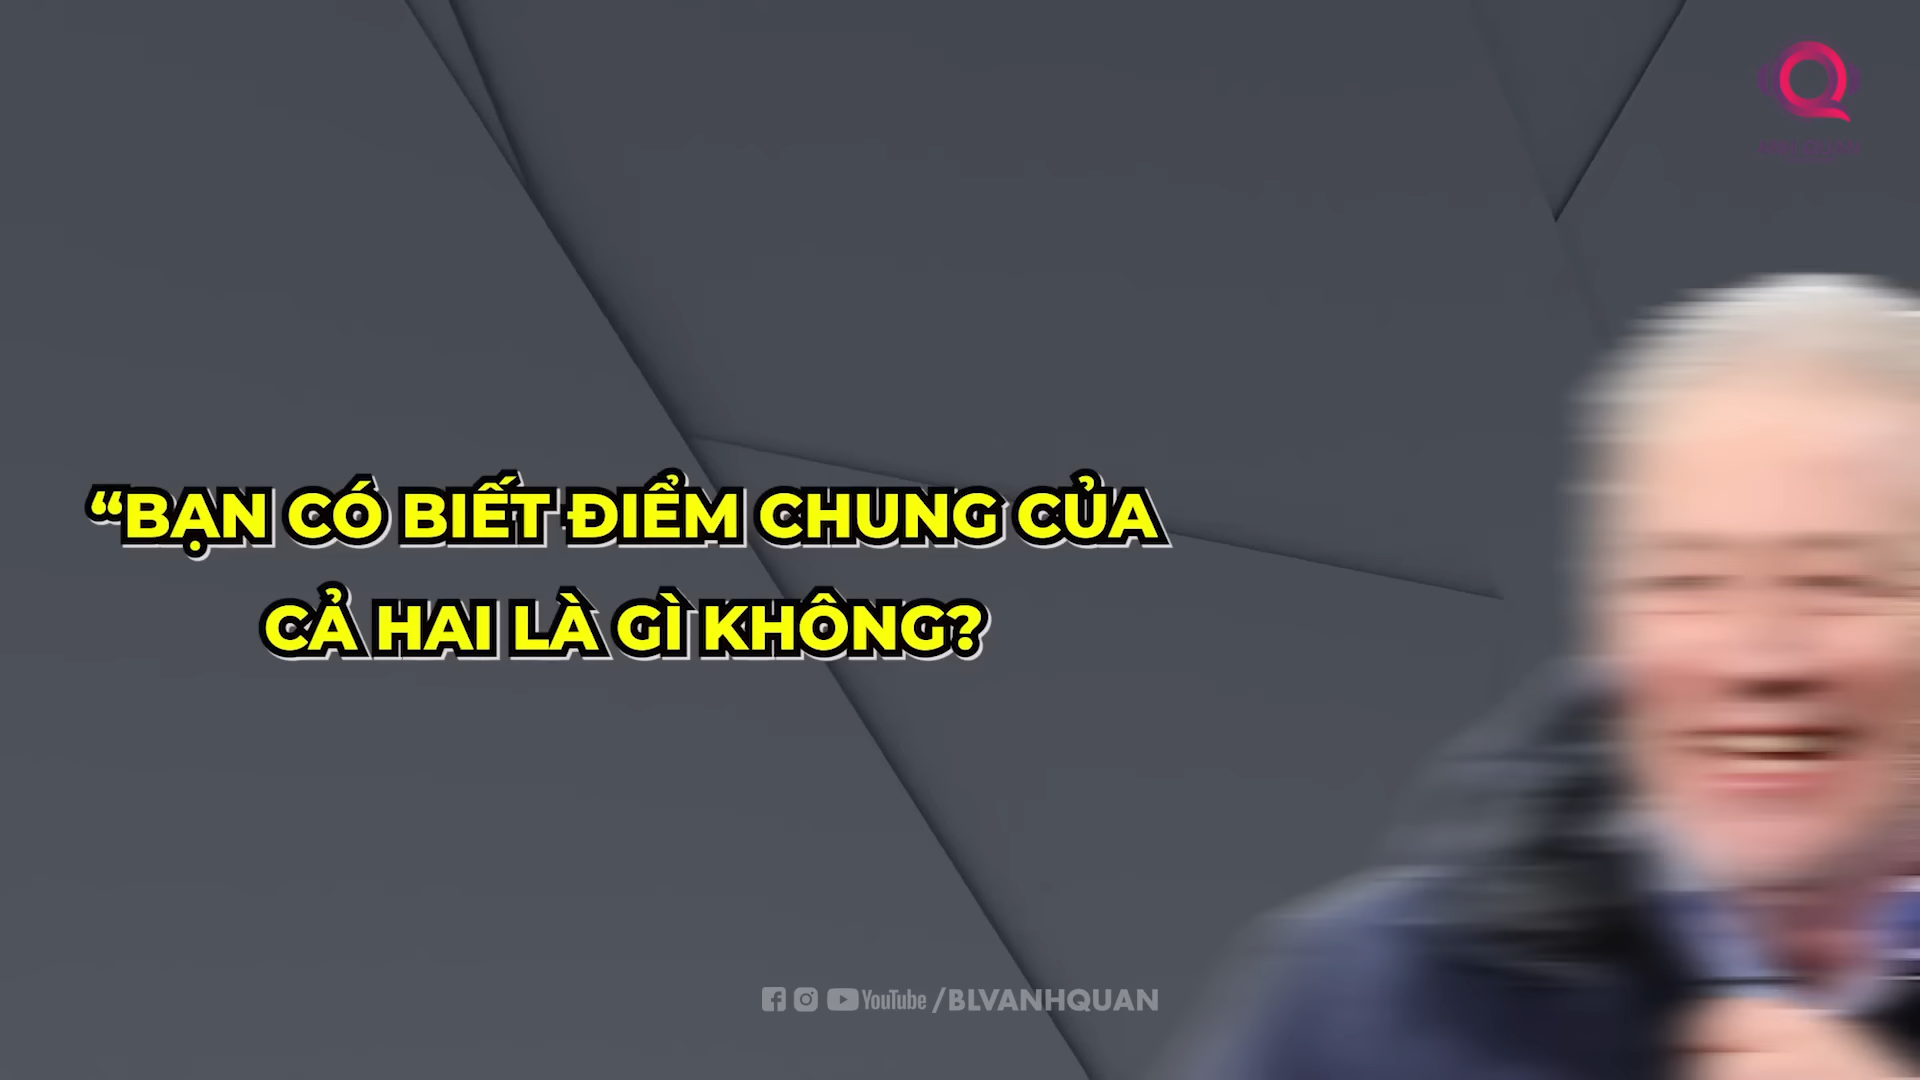 “BẠN CÓ BIẾT ĐIỂM CHUNG CỦA
CẢ HAI LÀ GÌ KHÔNG?
YouTube /BLVANHQUAN